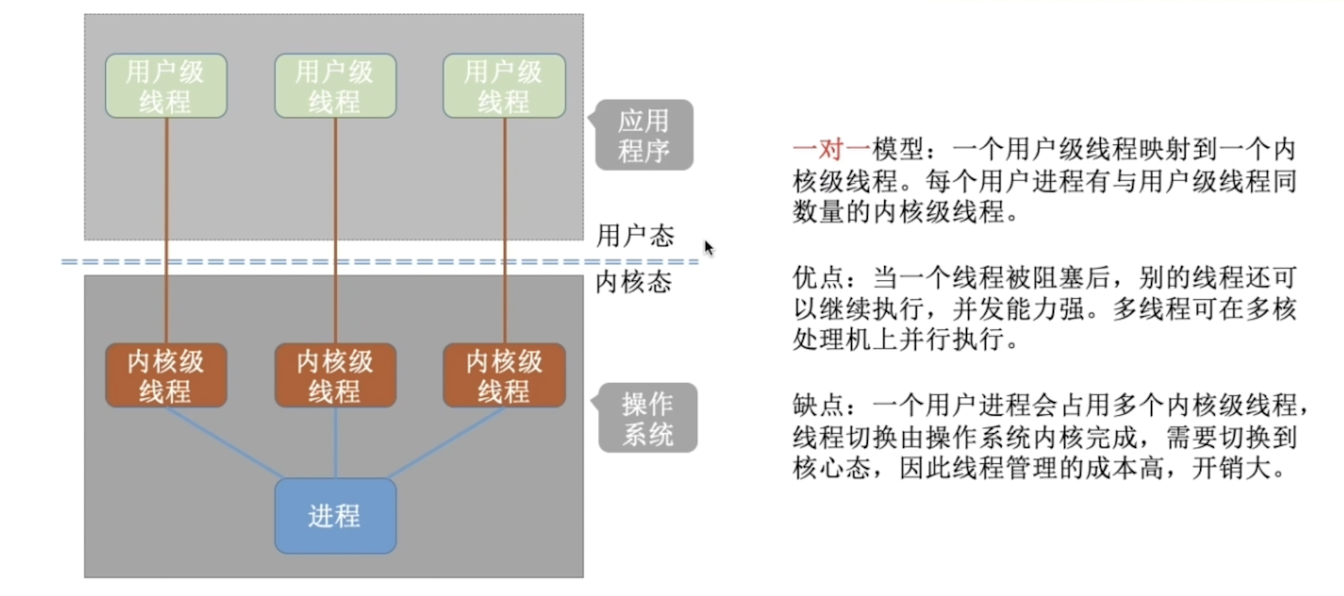 用户级
线程
用户级
线程
用户级
线程
应用
程序
用户态
内核态
内核级
线程
内核级
线程
内核级
线程
操作
系统
进程
一对一模型：一个用户级线程映射到一个内
核级线程。每个用户进程有与用户级线程同
数量的内核级线程。
优点：当一个线程被阻塞后，别的线程还可
以继续执行，并发能力强。多线程可在多核
处理机上并行执行。
缺点：一个用户进程会占用多个内核级线程，
线程切换由操作系统内核完成，需要切换到
核心态，因此线程管理的成本高，开销大。